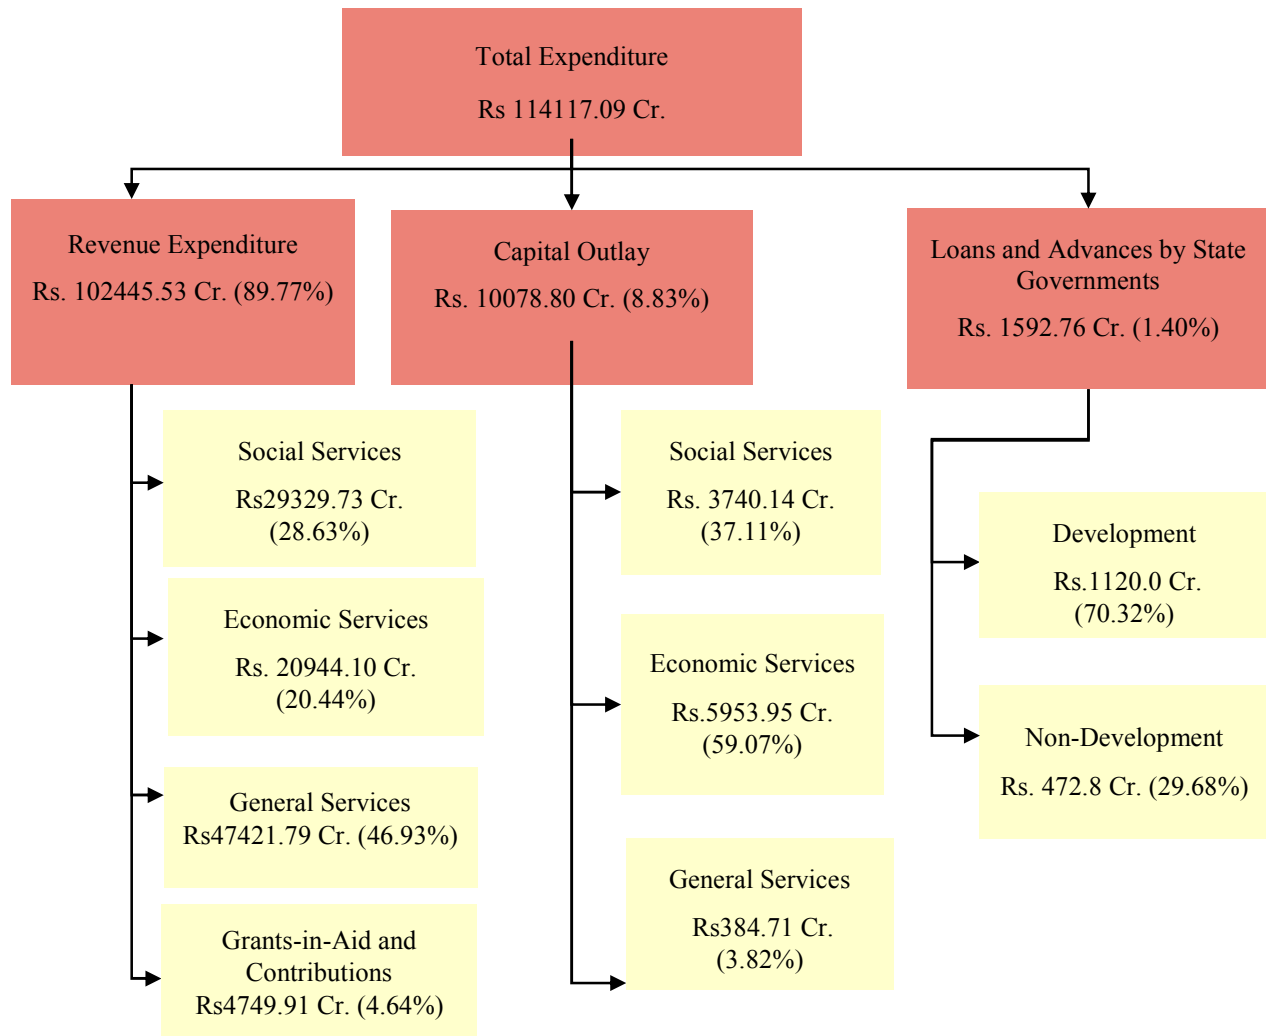 Total Expenditure
Rs 114117.09 Cr.
Revenue Expenditure
Rs. 102445.53 Cr. (89.77%)
Capital Outlay
Rs. 10078.80 Cr. (8.83%)
Loans and Advances by State
Governments
Rs. 1592.76 Cr. (1.40%)
Social Services
Rs29329.73 Cr.
(28.63%)
Economic Services
Rs. 20944.10 Cr.
(20.44%)
General Services
Rs47421.79 Cr. (46.93%)
Grants-in-Aid and
Contributions
Rs4749.91 Cr. (4.64%)
Social Services
Rs. 3740.14 Cr.
(37.11%)
Economic Services
Rs.5953.95 Cr.
(59.07%)
General Services
Rs384.71 Cr.
(3.82%)
Development
Rs.1120.0 Cr.
(70.32%)
Non-Development
Rs. 472.8 Cr. (29.68%)